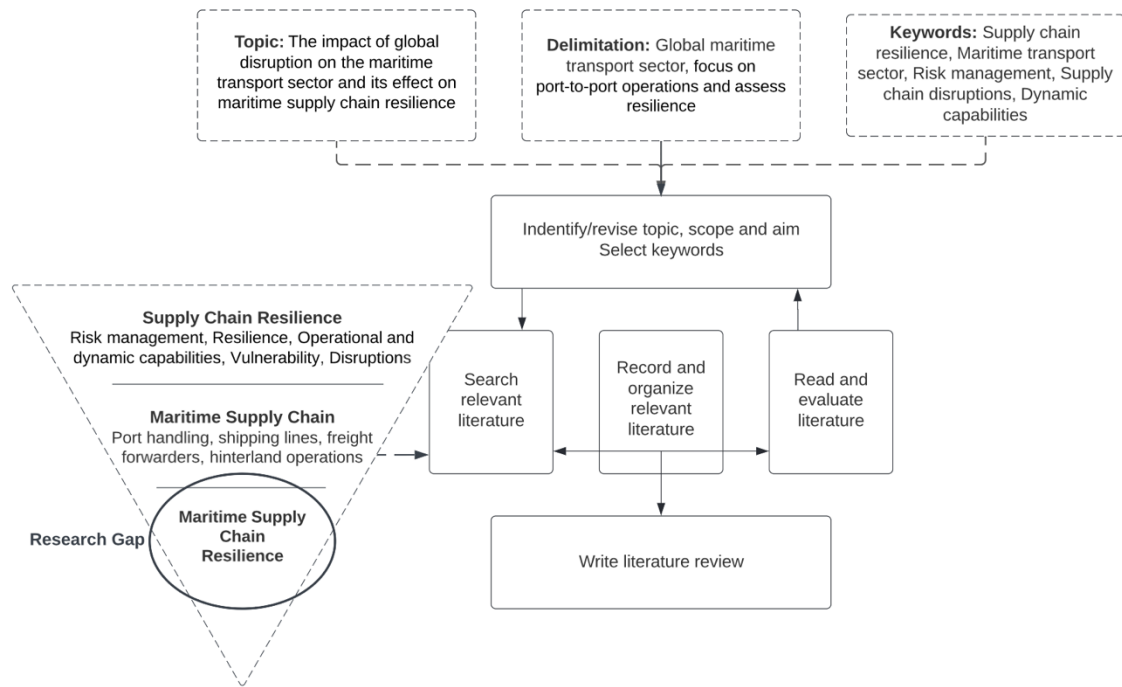 Topic: The impact of global
disruption on the maritime
transport sector and its effect on
maritime supply chain resilience
Delimitation: Global maritime
transport sector, focus on
port-to-port operations and assess
resilience
Keywords: Supply chain
resilience, Maritime transport
sector, Risk management, Supply
chain disruptions, Dynamic
capabilities
Indentify/revise topic, scope and aim
Select keywords
Supply Chain Resilience
Risk management, Resilience, Operational and
dynamic capabilities, Vulnerability, Disruptions
Maritime Supply Chain
Port handling, shipping lines, freight
forwarders, hinterland operations
Research Gap
Maritime Supply
Chain
Resilience
Search
relevant
literature
Record and
organize
relevant
literature
Read and
evaluate
literature
Write literature review